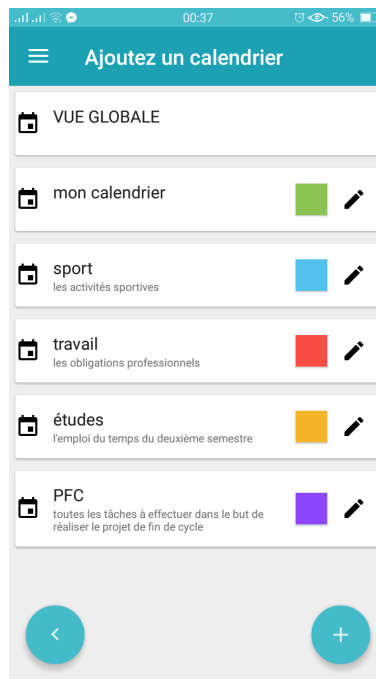 00:37
56%
Ajoutez un calendrier
VUE GLOBALE
mon calendrier
sport
les activités sportives
travail
les obligations professionnels
études
l'emploi du temps du deuxième semestre
PFC
toutes les tâches à effectuer dans le but de
réaliser le projet de fin de cycle